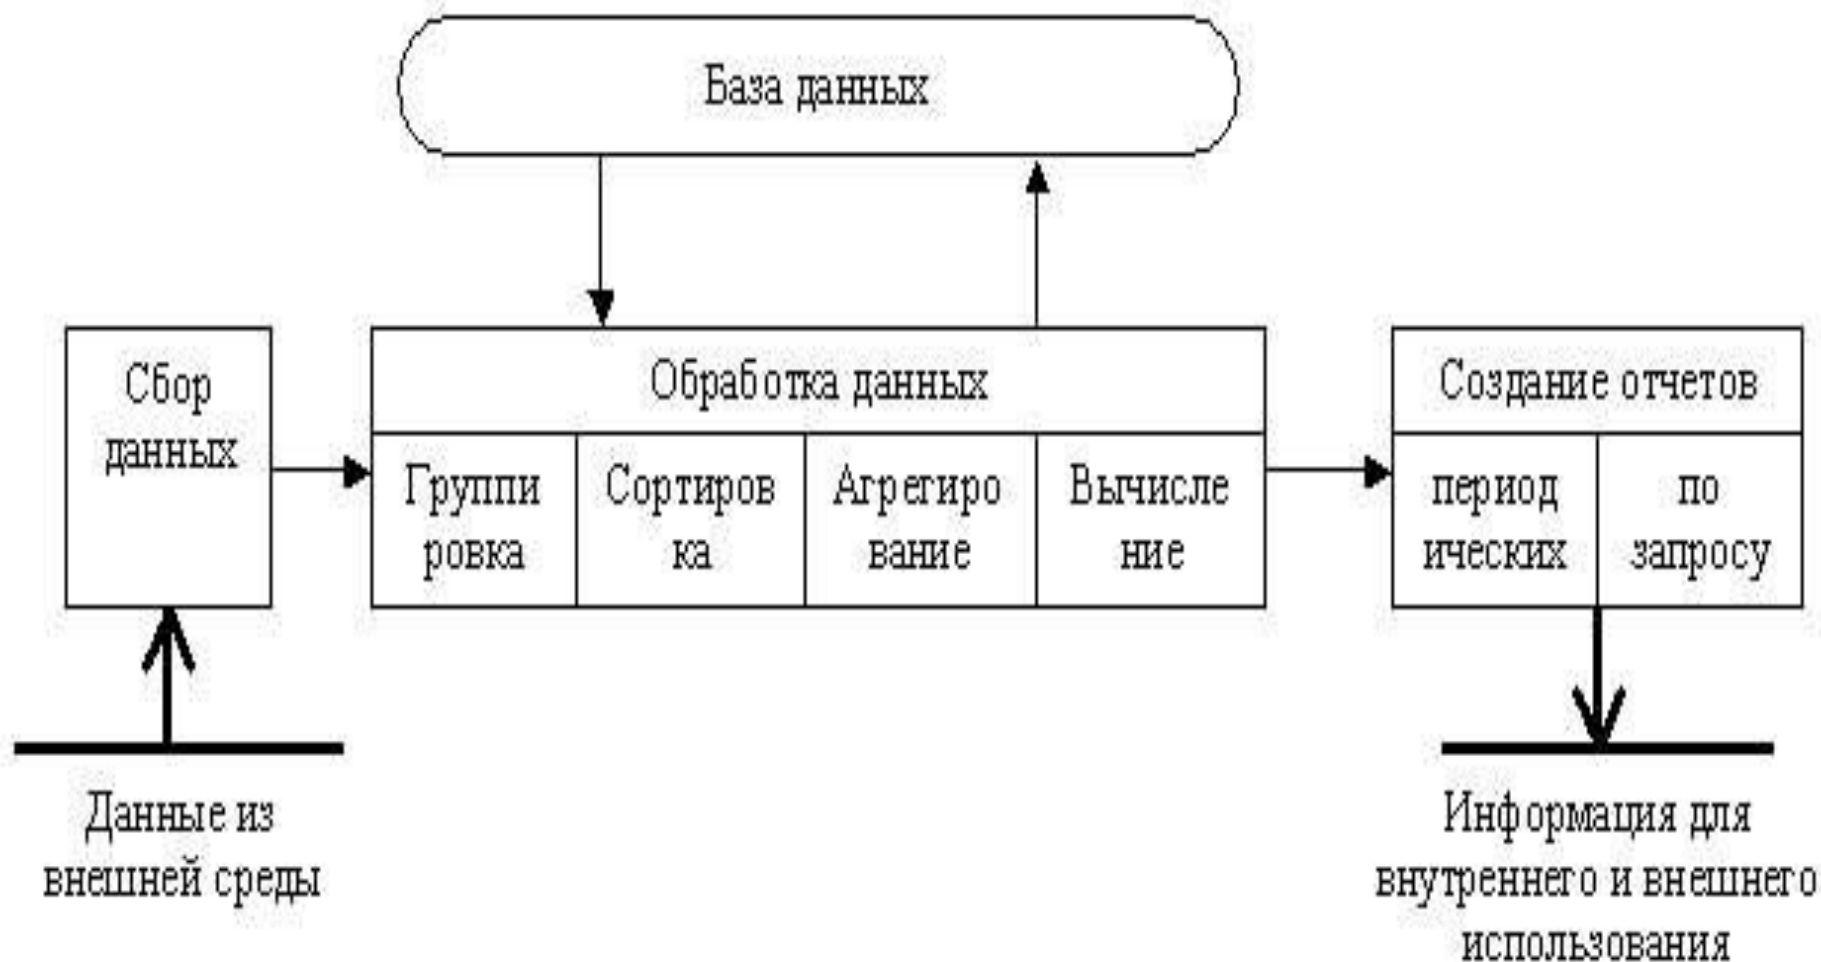 База данных
Сбор
данных
Обработка данных
Группи
ровка
Сортиров
ка
Агрегиро
вание
Вычисле
ние
Создание отчетов
период
ических
по
запросу
Данные из
внешней среды
Информация для
внутреннего и внешнего
использования